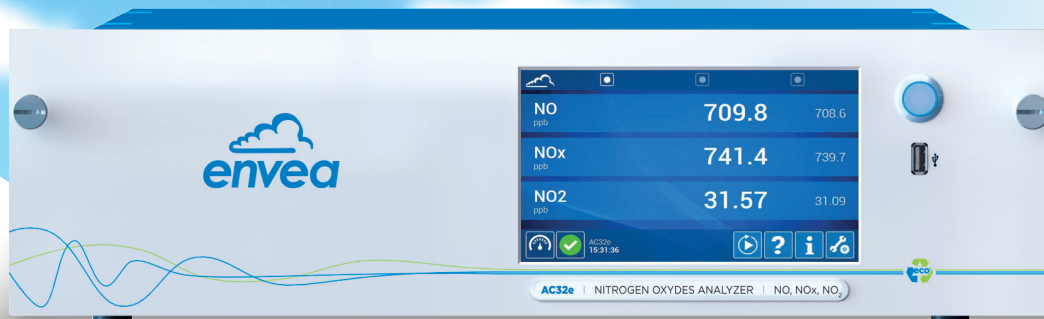 envea
NO
ppb
709.8
708.6
NOx
ppb
741.4
739.7
NO2
ppb
31.57
31.09
AC32e
15:31:36
?
i
eco
AC32e | NITROGEN OXYDES ANALYZER | NO, NOx, NO₂